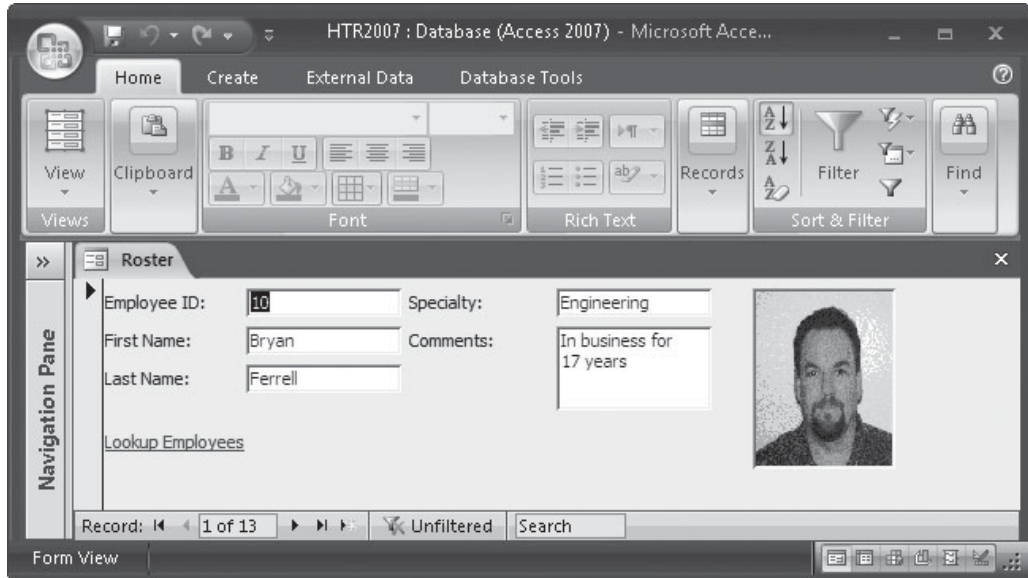 HTR2007 : Database (Access 2007) - Microsoft Acce...
Home Create External Data Database Tools
View Clipboard B I U A Records A Z Z A A Z Filter Find
Views Font Rich Text Sort & Filter
» Roster
Navigation Pane
Employee ID: 10 Specialty: Engineering
First Name: Bryan Comments: In business for
17 years
Last Name: Ferrell
Lookup Employees
Record: 1 of 13 Unfiltered Search
Form View